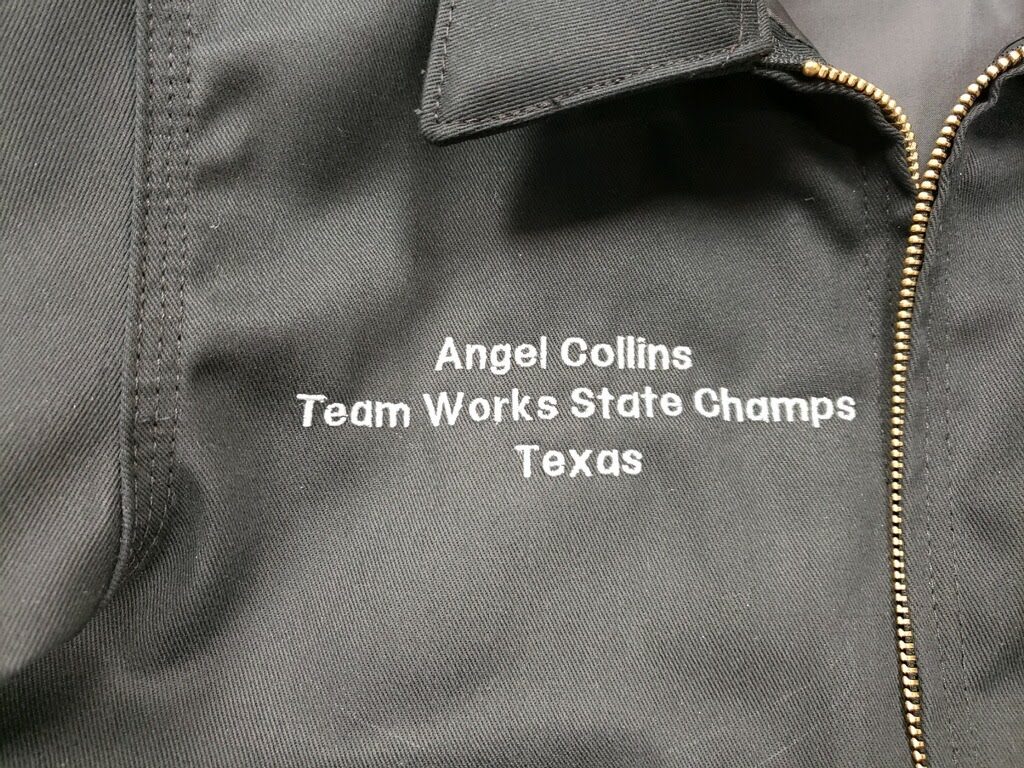 Angel Collins
Team Works State Champs
Texas